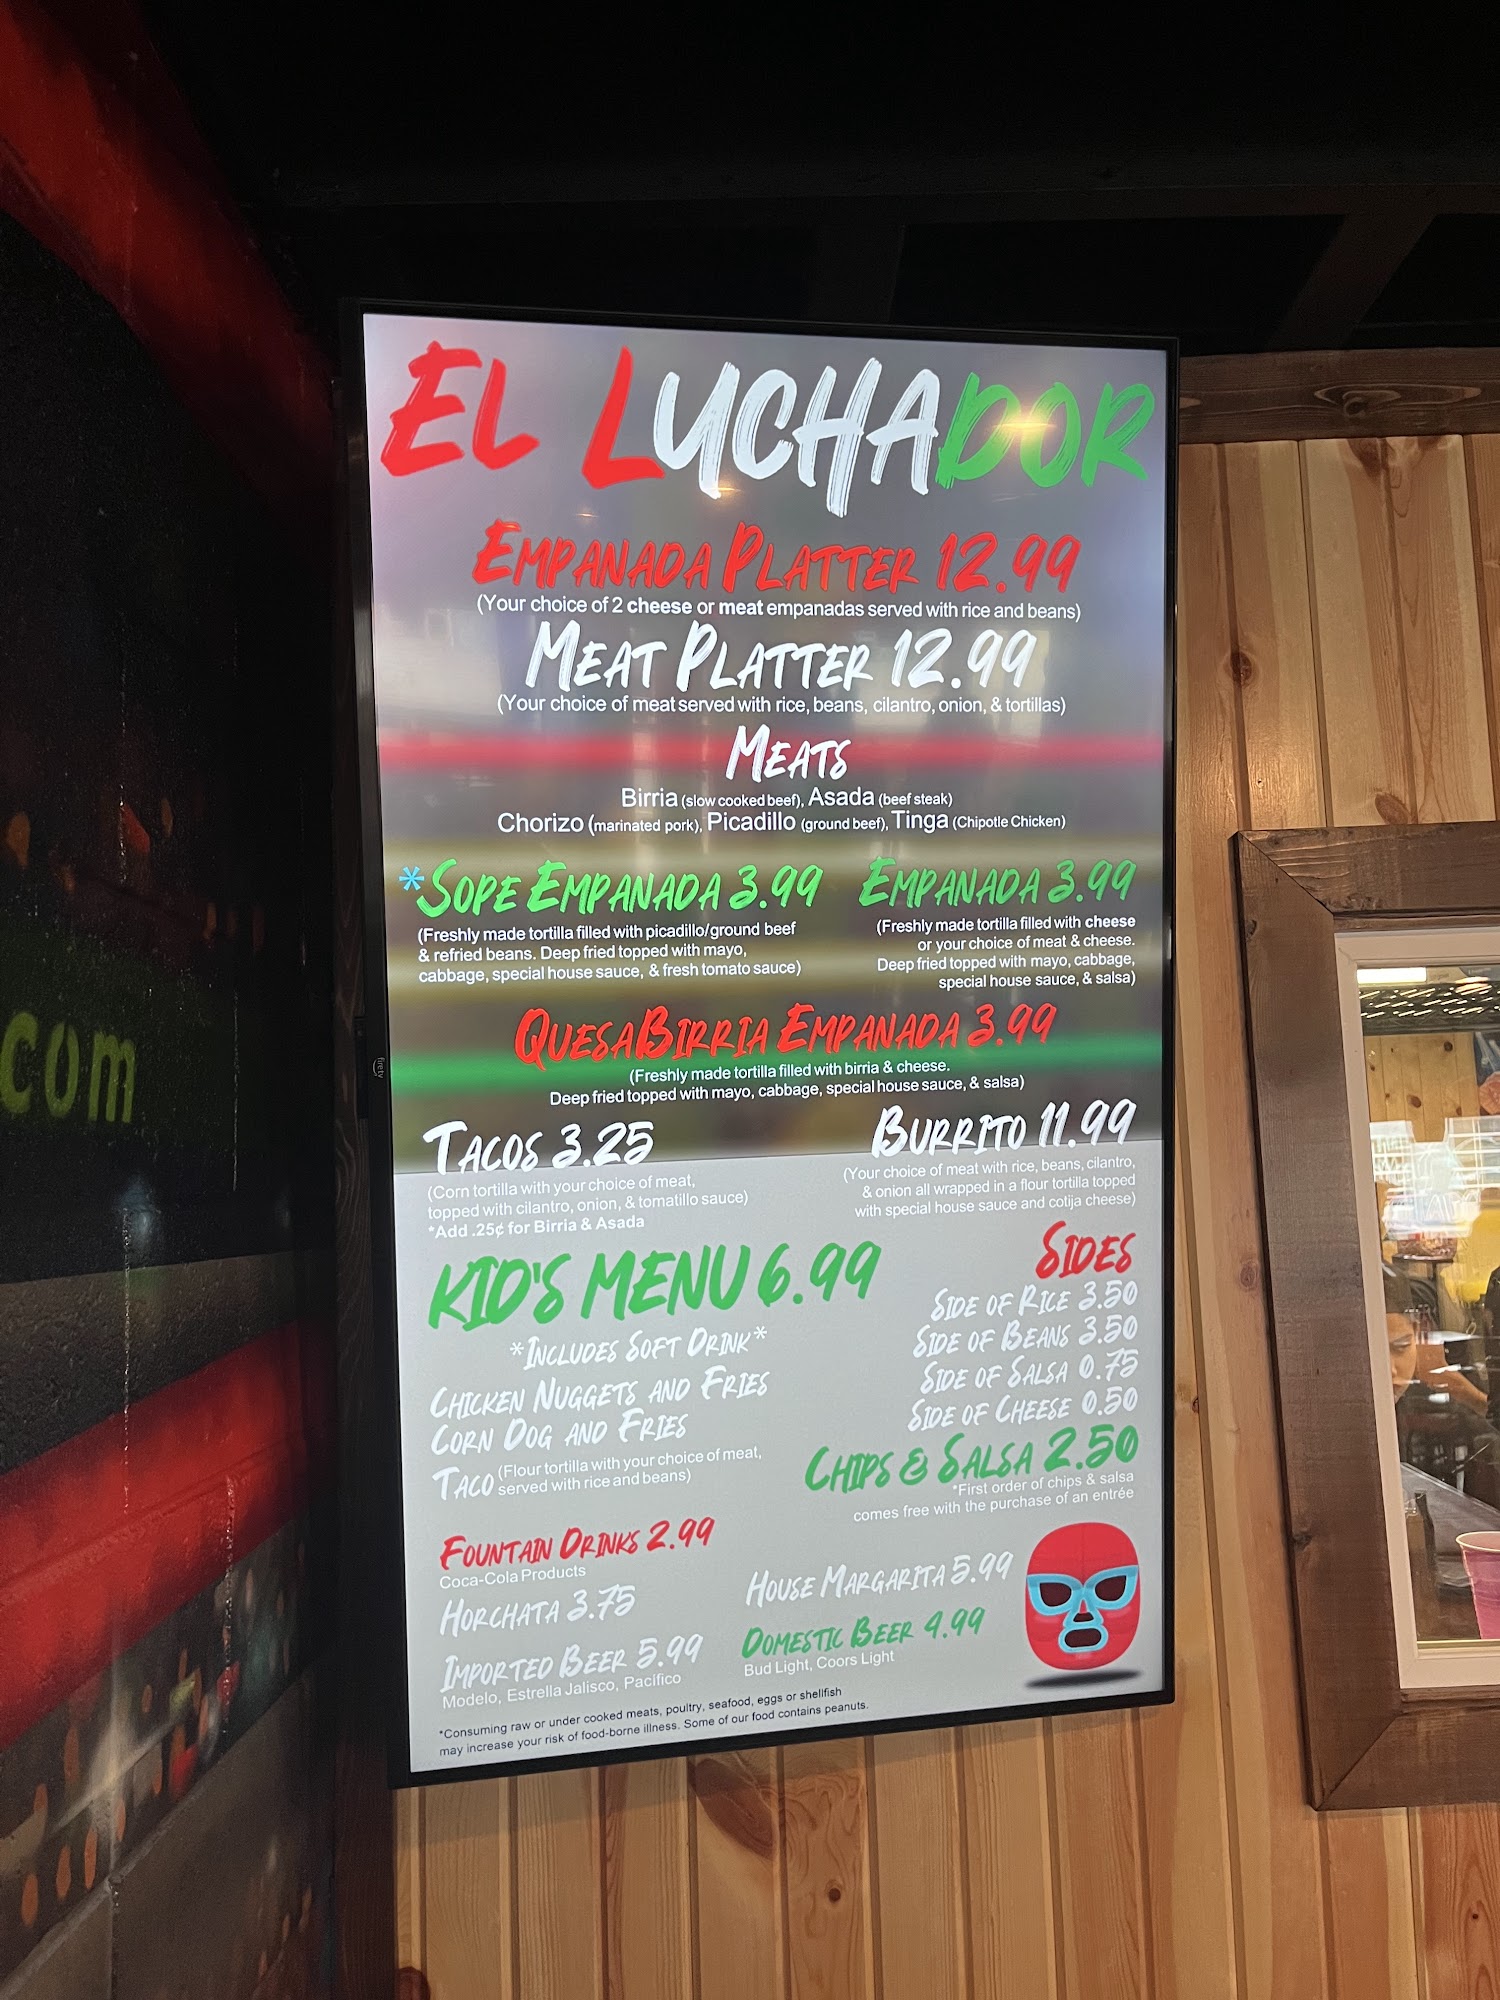 El Luchador
Empanada Platter 12.99
(Your choice of 2 cheese or meat empanadas served with rice and beans)
Meat Platter 12.99
(Your choice of meat served with rice, beans, cilantro, onion, & tortillas)
Meats
Birria (slow cooked beef), Asada (beef steak)
Chorizo (marinated pork), Picadillo (ground beef), Tinga (Chipotle Chicken)
*Sope Empanada 3.99
(Freshly made tortilla filled with picadillo/ground beef
& refried beans. Deep fried topped with mayo,
cabbage, special house sauce, & fresh tomato sauce)
Empanada 3.99
(Freshly made tortilla filled with cheese
or your choice of meat & cheese.
Deep fried topped with mayo, cabbage,
special house sauce, & salsa)
QuesaBirria Empanada 3.99
(Freshly made tortilla filled with birria & cheese.
Deep fried topped with mayo, cabbage, special house sauce, & salsa)
Tacos 3.25
(Corn tortilla with your choice of meat,
topped with cilantro, onion, & tomatillo sauce)
*Add .25¢ for Birria & Asada
Burrito 11.99
(Your choice of meat with rice, beans, cilantro,
& onion all wrapped in a flour tortilla topped
with special house sauce and cotija cheese)
KID'S MENU 6.99
*Includes Soft Drink*
Chicken Nuggets and Fries
Corn Dog and Fries
Taco (Flour tortilla with your choice of meat,
served with rice and beans)
Sides
Side of Rice 3.50
Side of Beans 3.50
Side of Salsa 0.75
Side of Cheese 0.50
Chips & Salsa 2.50
*First order of chips & salsa
comes free with the purchase of an entrée
Fountain Drinks 2.99
Coca-Cola Products
Horchata 3.75
Imported Beer 5.99
Modelo, Estrella Jalisco, Pacífico
House Margarita 5.99
Domestic Beer 4.99
Bud Light, Coors Light
*Consuming raw or under cooked meats, poultry, seafood, eggs or shellfish
may increase your risk of food-borne illness. Some of our food contains peanuts.
com
firetv